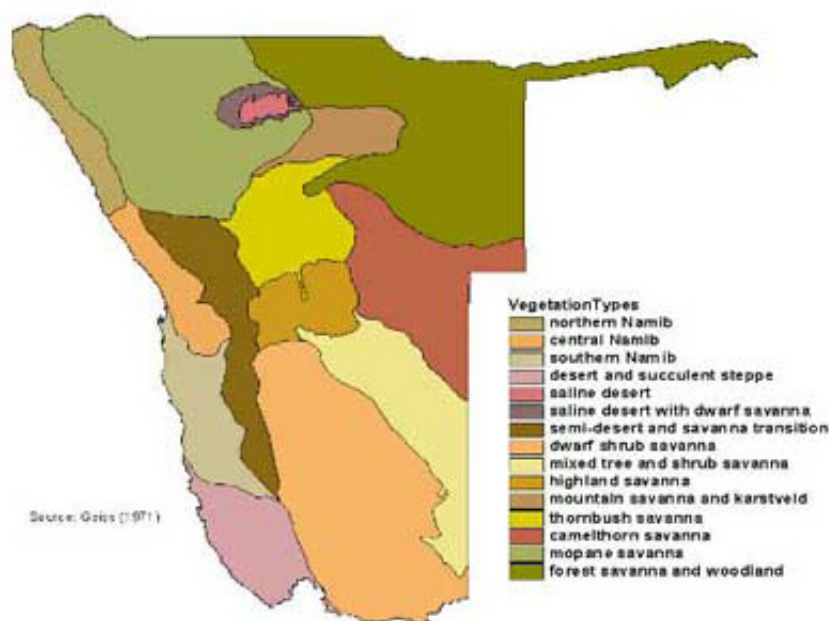 VegetationTypes
northern Namib
central Namib
southern Namib
desert and succulent steppe
saline desert
saline desert with dwarf savanna
semi-desert and savanna transition
dwarf shrub savanna
mixed tree and shrub savanna
highland savanna
mountain savanna and karstveld
thornbush savanna
camelthorn savanna
mopane savanna
forest savanna and woodland
Source: (1971)